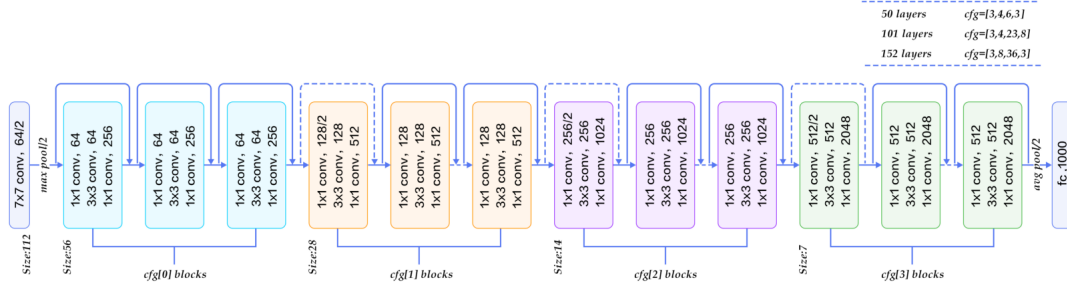 50 layers cfg=[3,4,6,3]
101 layers cfg=[3,4,23,8]
152 layers cfg=[3,8,36,3]
7x7 conv, 64/2
max pool/2
1x1 conv, 64
3x3 conv, 64
1x1 conv, 256
1x1 conv, 64
3x3 conv, 64
1x1 conv, 256
1x1 conv, 64
3x3 conv, 64
1x1 conv, 256
1x1 conv, 128/2
3x3 conv, 128
1x1 conv, 512
1x1 conv, 128
3x3 conv, 128
1x1 conv, 512
1x1 conv, 128
3x3 conv, 128
1x1 conv, 512
1x1 conv, 256/2
3x3 conv, 256
1x1 conv, 1024
1x1 conv, 256
3x3 conv, 256
1x1 conv, 1024
1x1 conv, 256
3x3 conv, 256
1x1 conv, 1024
1x1 conv, 512/2
3x3 conv, 512
1x1 conv, 2048
1x1 conv, 512
3x3 conv, 512
1x1 conv, 2048
1x1 conv, 512
3x3 conv, 512
1x1 conv, 2048
avg pool/2
fc ,1000
Size:112
Size:56
cfg[0] blocks
Size:28
cfg[1] blocks
Size:14
cfg[2] blocks
Size:7
cfg[3] blocks